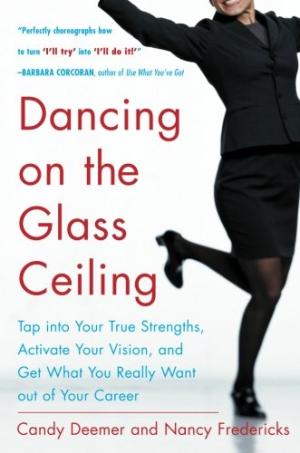 "Perfectly choreographs how
to turn 'I'll try' into 'I'll do it!'"
—BARBARA CORCORAN, author of Use What You've Got
Dancing
on the
Glass
Ceiling
Tap into Your True Strengths,
Activate Your Vision, and
Get What You Really Want
out of Your Career
Candy Deemer and Nancy Fredericks